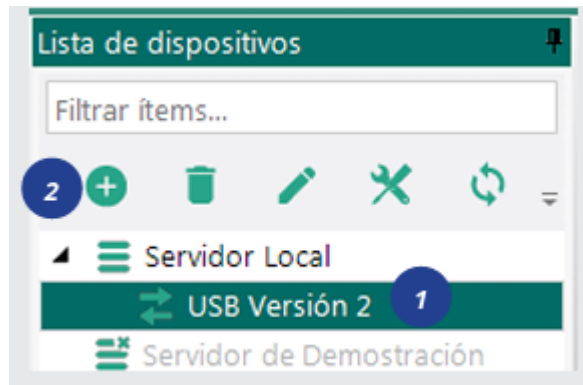 Lista de dispositivos
Filtrar ítems...
2
Servidor Local
USB Versión 2 1
Servidor de Demostración